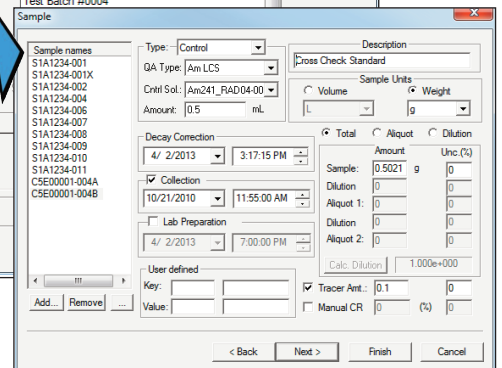 Test Batch #0004
Sample
Sample names
S1A1234-001
S1A1234-001X
S1A1234-002
S1A1234-004
S1A1234-006
S1A1234-007
S1A1234-008
S1A1234-009
S1A1234-010
S1A1234-011
C5E00001-004A
C5E00001-004B
Add... Remove ...
Type: Control
QA Type: Am LCS
Cntrl Sol.: Am241_RAD04-00
Amount: 0.5 mL
Description
Cross Check Standard
Sample Units
Volume Weight
L g
Decay Correction
4/ 2/2013 3:17:15 PM
Collection
10/21/2010 11:55:00 AM
Lab Preparation
4/ 2/2013 7:00:00 PM
User defined
Key:
Value:
Total Aliquot Dilution
Amount Unc.(%)
Sample: 0.5021 g 0
Dilution 0 0
Aliquot 1: 0 0
Dilution 0 0
Aliquot 2: 0 0
Calc. Dilution 1.000e+000
Tracer Amt.: 0.1 0
Manual CR 0 (%) 0
< Back Next > Finish Cancel